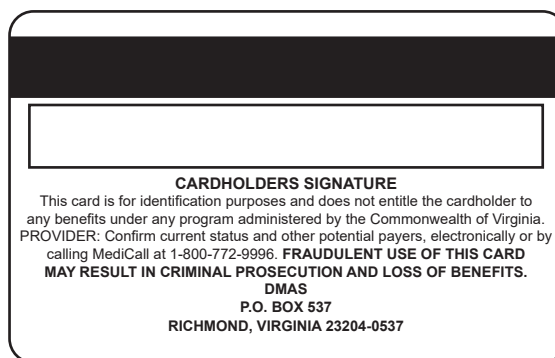 CARDHOLDERS SIGNATURE
This card is for identification purposes and does not entitle the cardholder to
any benefits under any program administered by the Commonwealth of Virginia.
PROVIDER: Confirm current status and other potential payers, electronically or by
calling MediCall at 1-800-772-9996. FRAUDULENT USE OF THIS CARD
MAY RESULT IN CRIMINAL PROSECUTION AND LOSS OF BENEFITS.
DMAS
P.O. BOX 537
RICHMOND, VIRGINIA 23204-0537